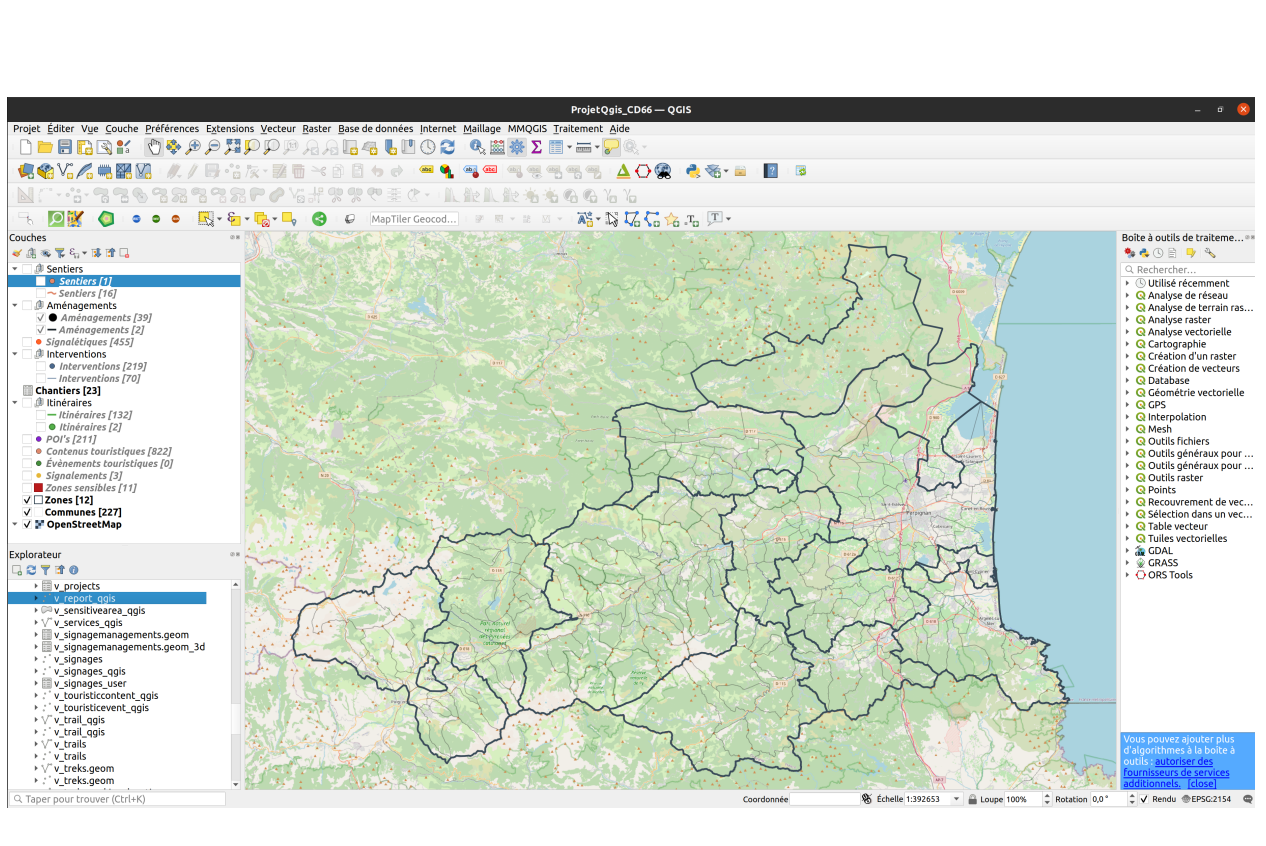 ProjetQgis_CD66 — QGIS
Projet Éditer Vue Couche Préférences Extensions Vecteur Raster Base de données Internet Maillage MMQGIS Traitement Aide
MapTiler Geocod...
Couches
Sentiers
Sentiers [1]
Sentiers [16]
Aménagements
Aménagements [39]
Aménagements [2]
Signalétiques [455]
Interventions
Interventions [219]
Interventions [70]
Chantiers [23]
Itinéraires
Itinéraires [132]
Itinéraires [2]
POI's [211]
Contenus touristiques [822]
Évènements touristiques [0]
Signalements [3]
Zones sensibles [11]
Zones [12]
Communes [227]
OpenStreetMap
Explorateur
v_projects
v_report_qgis
v_sensitivearea_qgis
v_services_qgis
v_signagemanagements.geom
v_signagemanagements.geom_3d
v_signages
v_signages_qgis
v_signages_user
v_touristiccontent_qgis
v_touristicevent_qgis
v_trail_qgis
v_trail_qgis
v_trails
v_trails
v_treks.geom
v_treks.geom
Perpignan
Boîte à outils de traiteme...
Rechercher...
Utilisé récemment
Analyse de réseau
Analyse de terrain ras...
Analyse raster
Analyse vectorielle
Cartographie
Création d'un raster
Création de vecteurs
Database
Géométrie vectorielle
GPS
Interpolation
Mesh
Outils fichiers
Outils généraux pour ...
Outils généraux pour ...
Outils raster
Points
Recouvrement de vec...
Sélection dans un vec...
Table vecteur
Tuiles vectorielles
GDAL
GRASS
ORS Tools
Vous pouvez ajouter plus
d'algorithmes à la boîte à
outils : autoriser des
fournisseurs de services
additionnels. [close]
Taper pour trouver (Ctrl+K)
Coordonnée
Échelle 1:392653
Loupe 100%
Rotation 0,0 °
Rendu
EPSG:2154